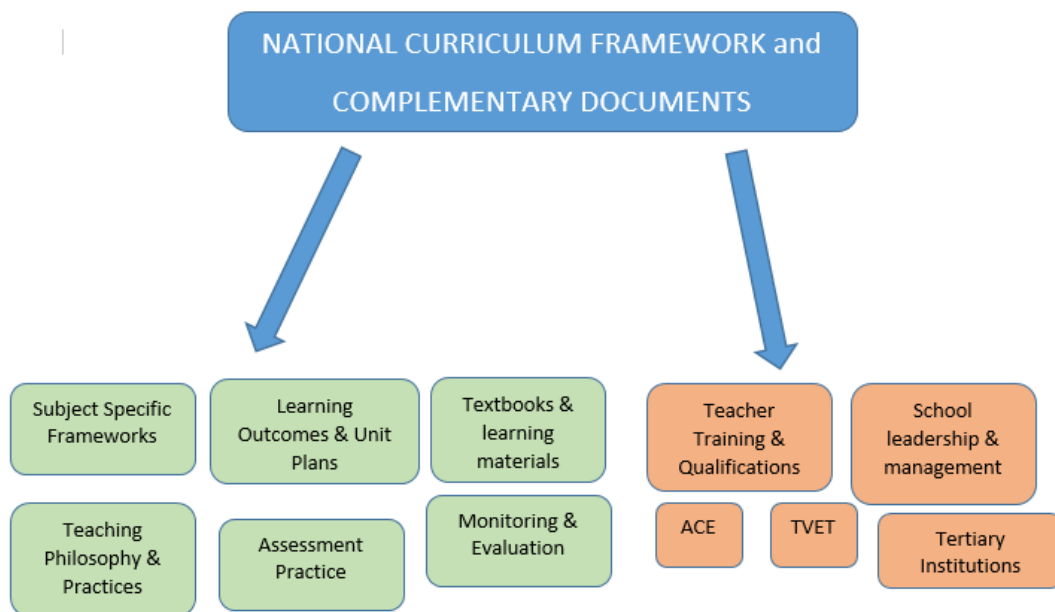 NATIONAL CURRICULUM FRAMEWORK and
COMPLEMENTARY DOCUMENTS
Subject Specific
Frameworks
Learning
Outcomes & Unit
Plans
Textbooks &
learning
materials
Teaching
Philosophy &
Practices
Assessment
Practice
Monitoring &
Evaluation
Teacher
Training &
Qualifications
School
leadership &
management
ACE
TVET
Tertiary
Institutions